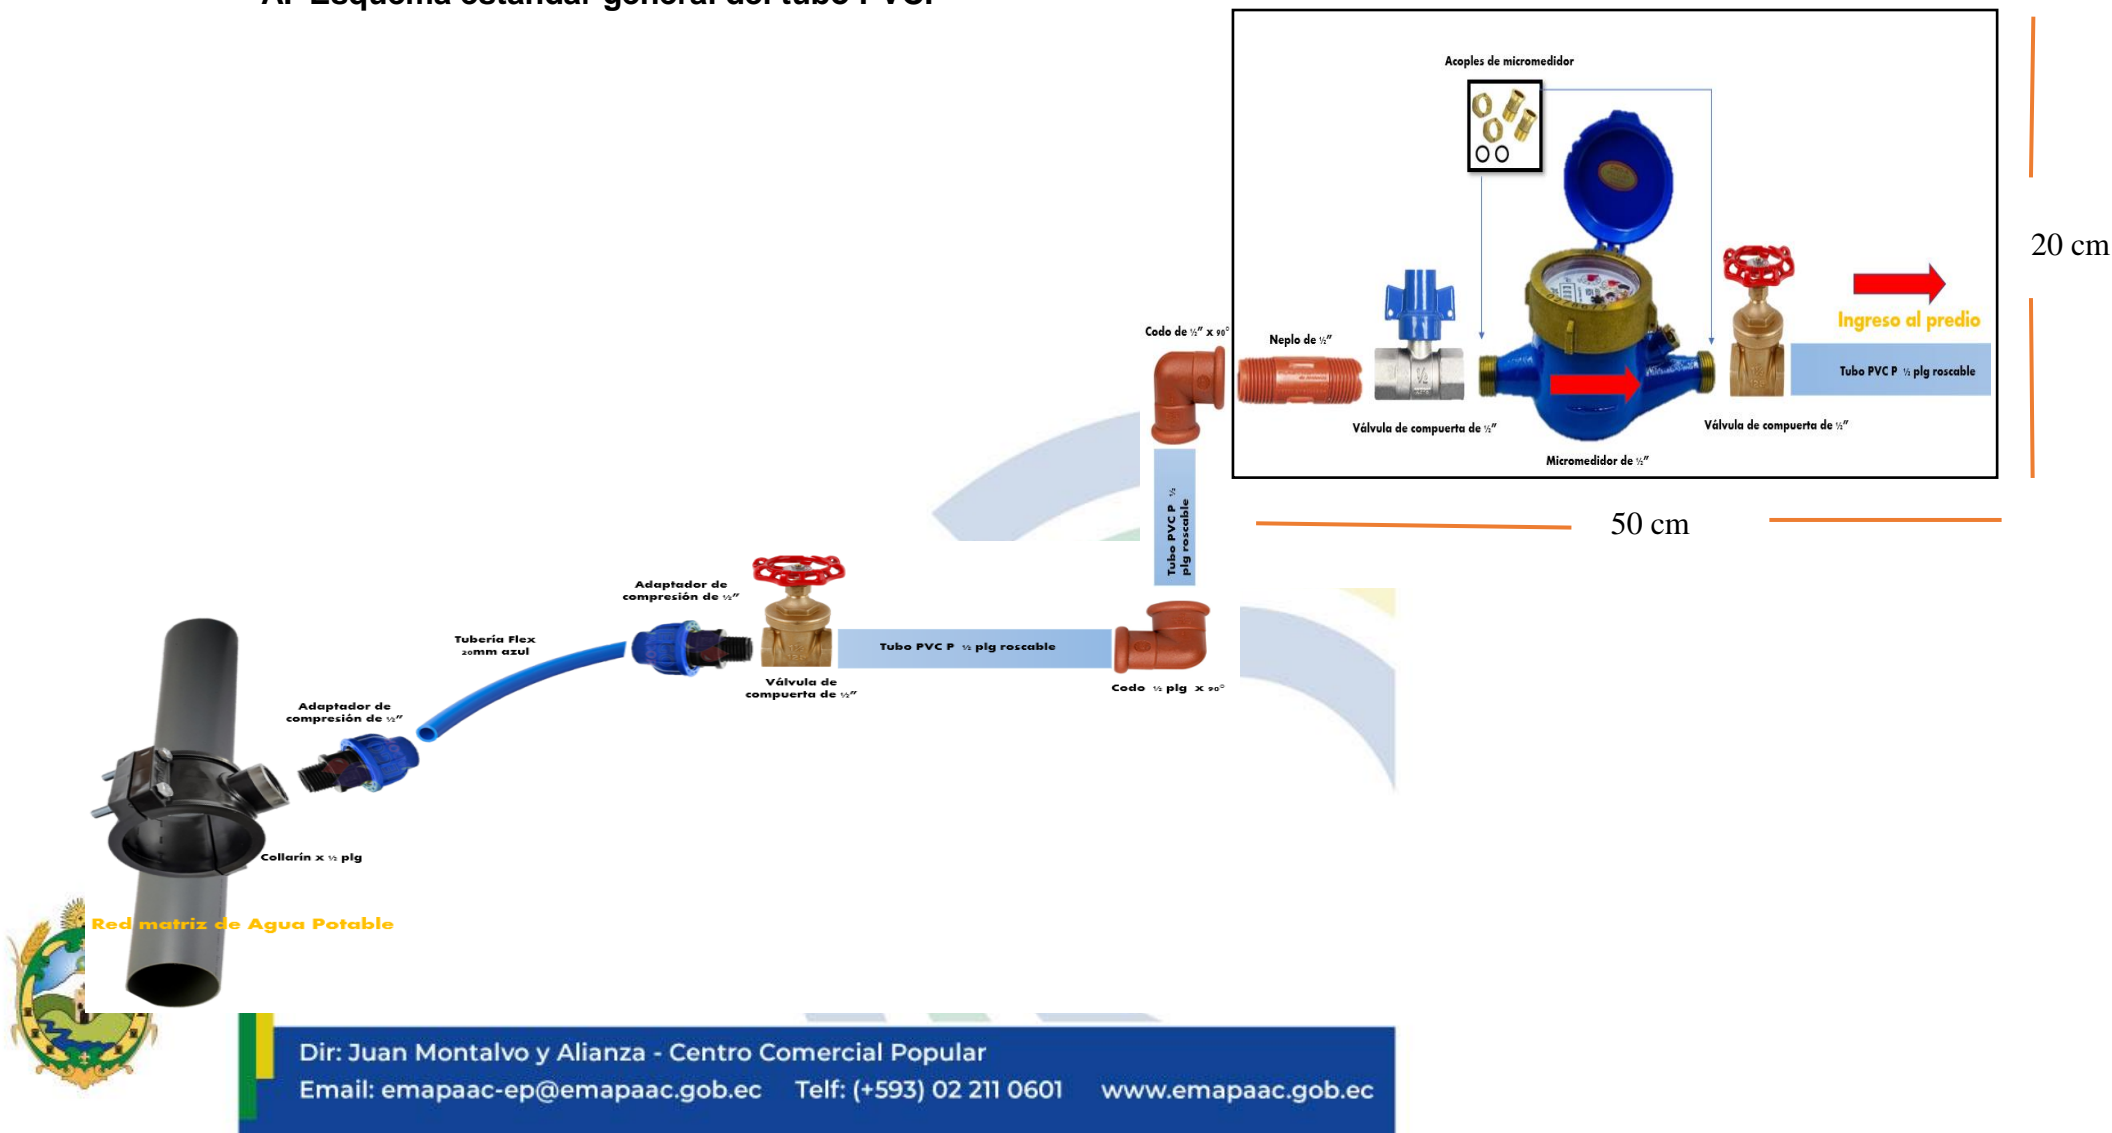 A. Esquema estándar general del tubo PVC.
Acoples de micromedidor
20 cm
Ingreso al predio
Codo de ½” x 90°
Neplo de ½”
Tubo PVC P ½ plg roscable
Válvula de compuerta de ½”
Válvula de compuerta de ½”
Micromedidor de ½”
50 cm
Tubo PVC P ½
plg roscable
Adaptador de
compresión de ½”
Tubería Flex
20mm azul
Tubo PVC P ½ plg roscable
Válvula de
compuerta de ½”
Codo ½ plg x 90°
Adaptador de
compresión de ½”
Collarín x ½ plg
Red matriz de Agua Potable
Dir: Juan Montalvo y Alianza - Centro Comercial Popular
Email: emapaac-ep@emapaac.gob.ec Telf: (+593) 02 211 0601 www.emapaac.gob.ec